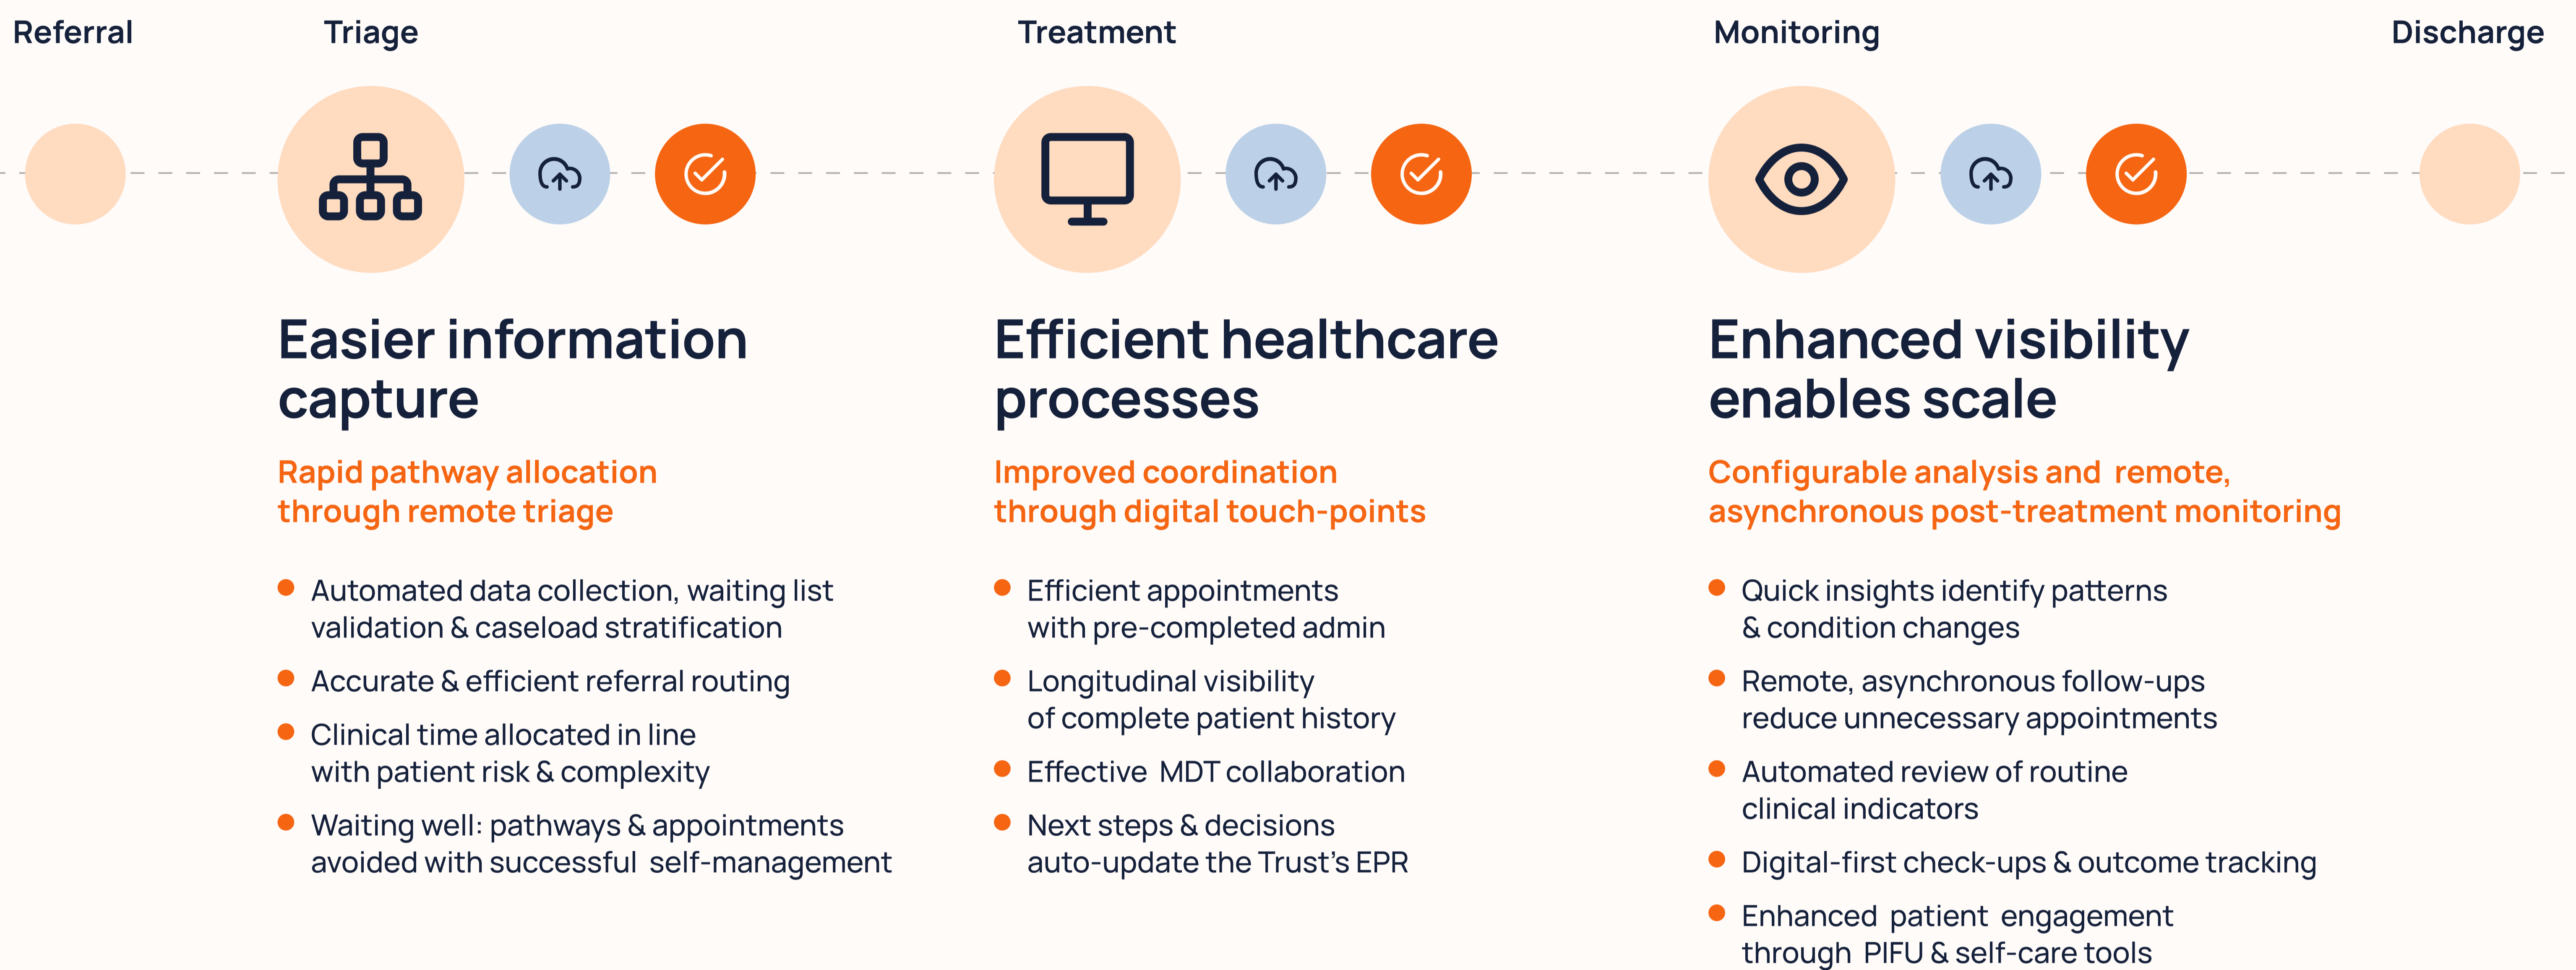 Referral
Triage
Treatment
Monitoring
Discharge
Easier information
capture
Rapid pathway allocation
through remote triage
Automated data collection, waiting list
validation & caseload stratification
Accurate & efficient referral routing
Clinical time allocated in line
with patient risk & complexity
Waiting well: pathways & appointments
avoided with successful self-management
Efficient healthcare
processes
Improved coordination
through digital touch-points
Efficient appointments
with pre-completed admin
Longitudinal visibility
of complete patient history
Effective MDT collaboration
Next steps & decisions
auto-update the Trust's EPR
Enhanced visibility
enables scale
Configurable analysis and remote,
asynchronous post-treatment monitoring
Quick insights identify patterns
& condition changes
Remote, asynchronous follow-ups
reduce unnecessary appointments
Automated review of routine
clinical indicators
Digital-first check-ups & outcome tracking
Enhanced patient engagement
through PIFU & self-care tools